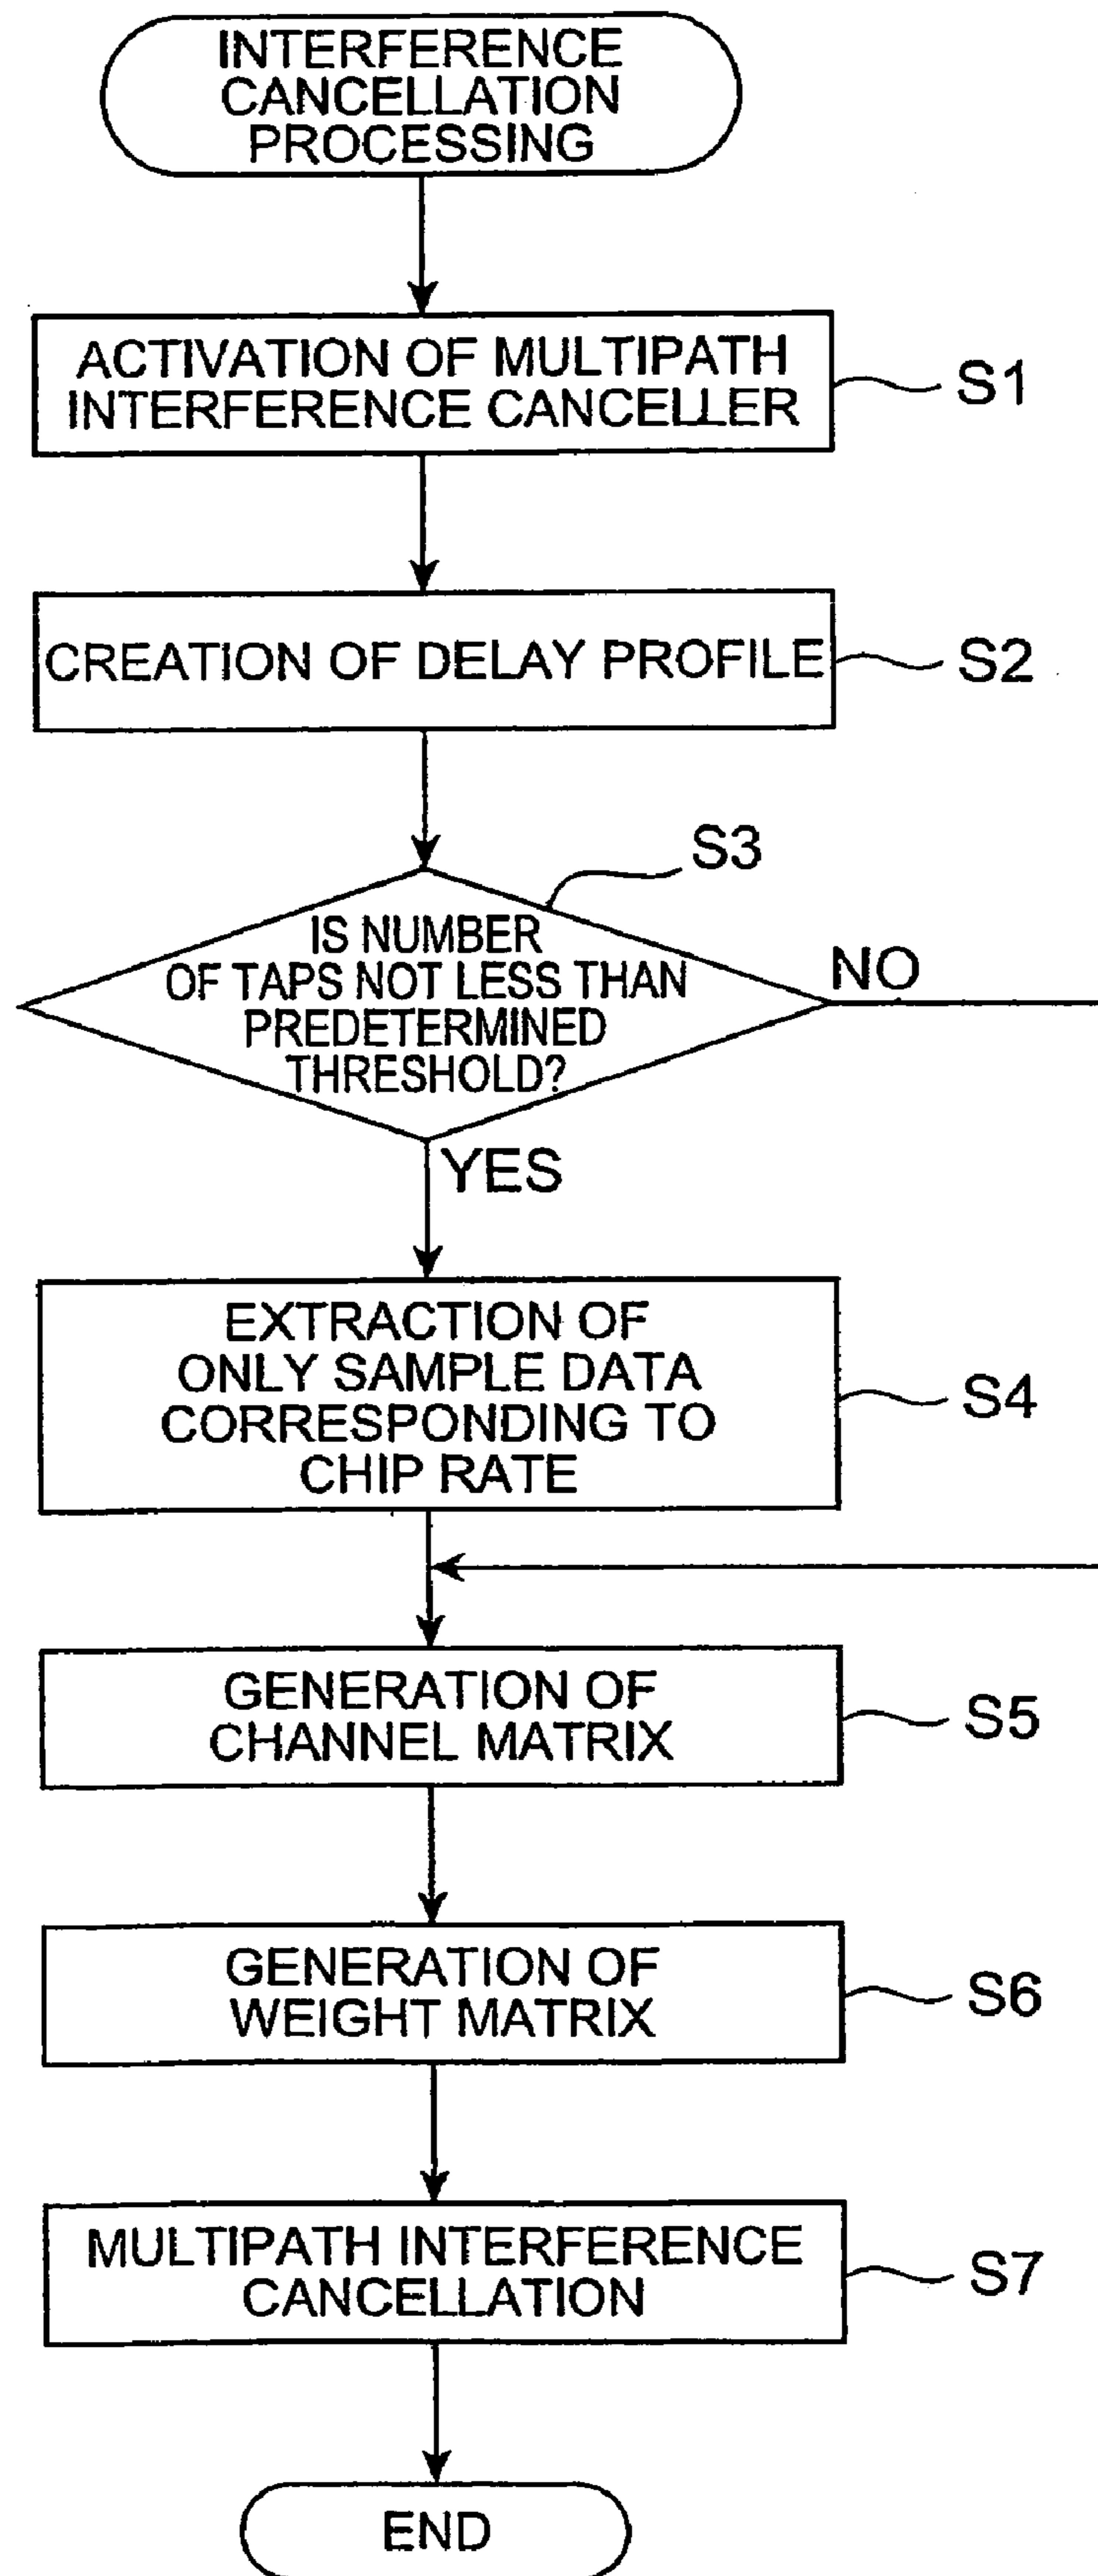 INTERFERENCE
CANCELLATION
PROCESSING
ACTIVATION OF MULTIPATH
INTERFERENCE CANCELLER
S1
CREATION OF DELAY PROFILE
S2
S3
IS NUMBER
OF TAPS NOT LESS THAN
PREDETERMINED
THRESHOLD?
NO
YES
EXTRACTION OF
ONLY SAMPLE DATA
CORRESPONDING TO
CHIP RATE
S4
GENERATION OF
CHANNEL MATRIX
S5
GENERATION OF
WEIGHT MATRIX
S6
MULTIPATH INTERFERENCE
CANCELLATION
S7
END